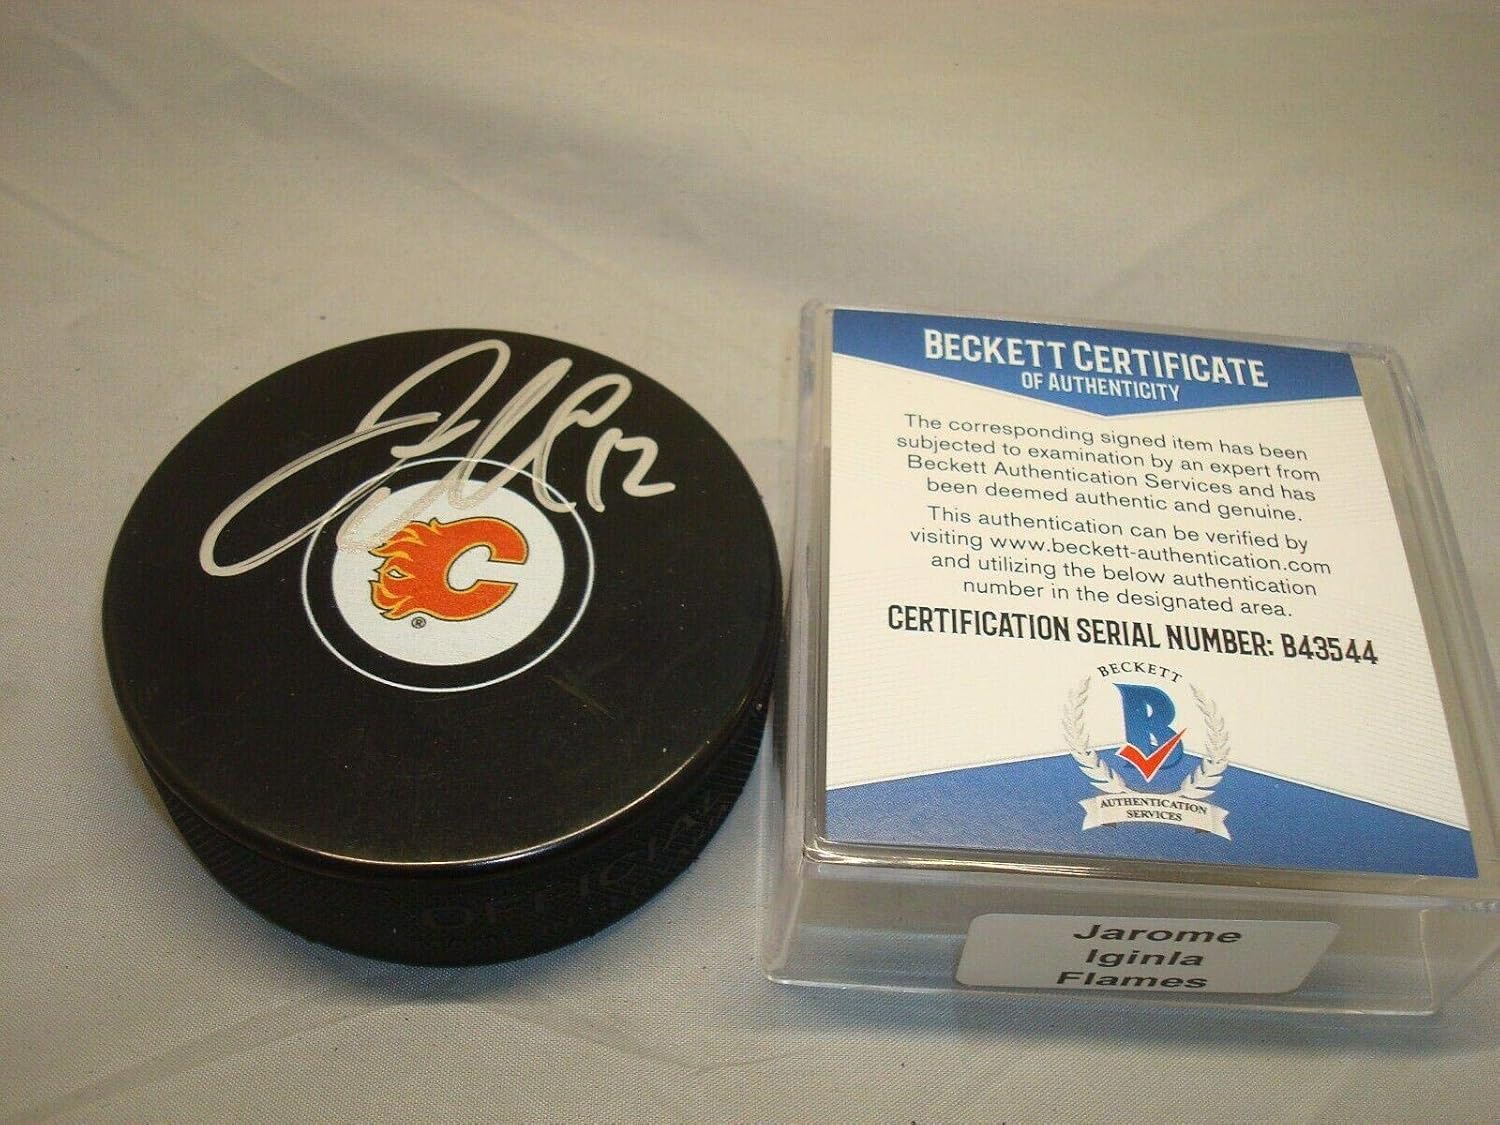 12
C
®
OFFICIAL
BECKETT CERTIFICATE
OF AUTHENTICITY
The corresponding signed item has been
subjected to examination by an expert from
Beckett Authentication Services and has
been deemed authentic and genuine.
This authentication can be verified by
visiting www.beckett-authentication.com
and utilizing the below authentication
number in the designated area.
CERTIFICATION SERIAL NUMBER: B43544
BECKETT
B
AUTHENTICATION
SERVICES
Jarome
Iginla
Flames